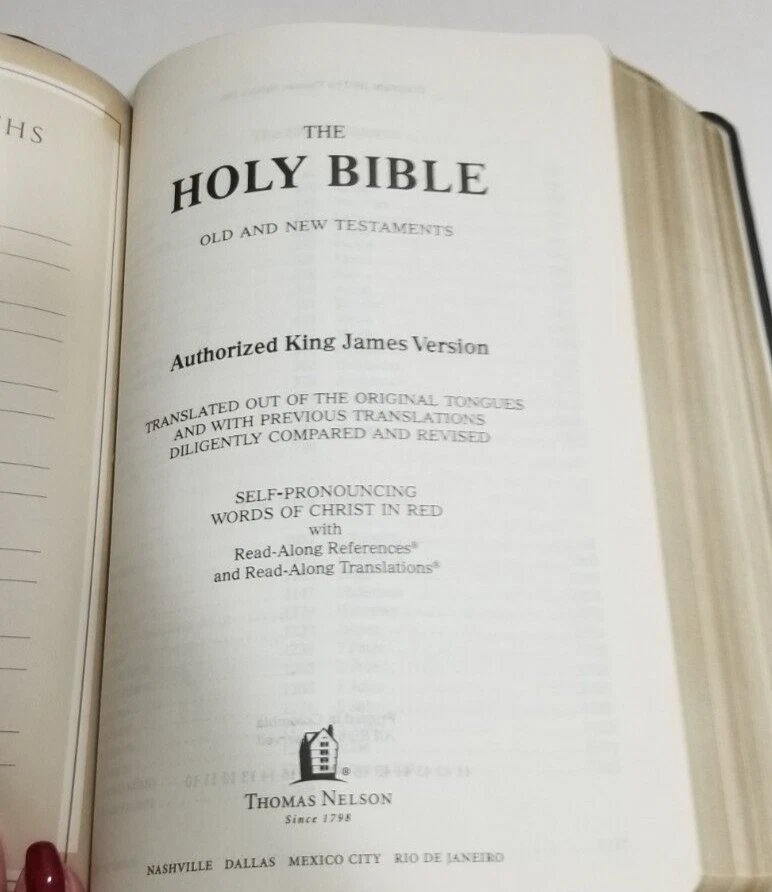 THS
THE
HOLY BIBLE
OLD AND NEW TESTAMENTS
Authorized King James Version
TRANSLATED OUT OF THE ORIGINAL TONGUES
AND WITH PREVIOUS TRANSLATIONS
DILIGENTLY COMPARED AND REVISED
SELF-PRONOUNCING
WORDS OF CHRIST IN RED
with
Read-Along References®
and Read-Along Translations®
®
THOMAS NELSON
Since 1798
NASHVILLE DALLAS MEXICO CITY RIO DE JANEIRO